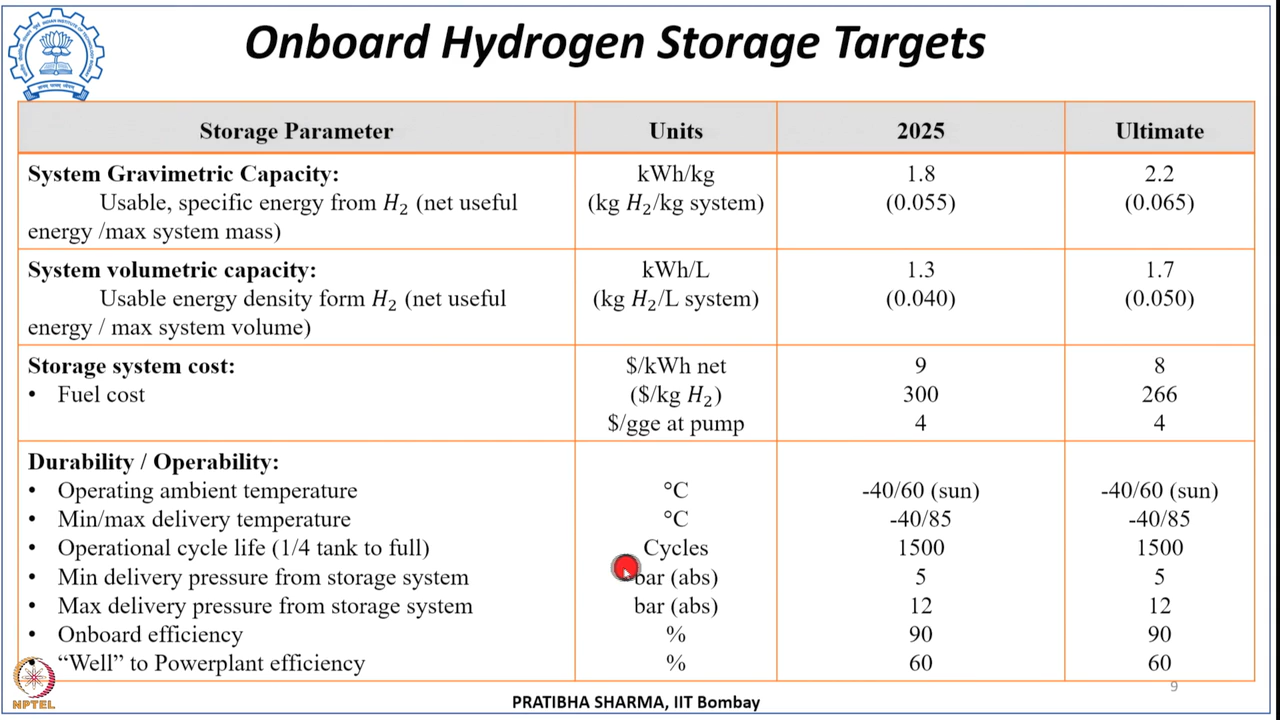 Onboard Hydrogen Storage Targets
Storage Parameter Units 2025 Ultimate
System Gravimetric Capacity: kWh/kg 1.8 2.2
Usable, specific energy from H₂ (net useful (kg H₂/kg system) (0.055) (0.065)
energy /max system mass)
System volumetric capacity: kWh/L 1.3 1.7
Usable energy density form H₂ (net useful (kg H₂/L system) (0.040) (0.050)
energy / max system volume)
Storage system cost: $/kWh net 9 8
• Fuel cost ($/kg H₂) 300 266
$/gge at pump 4 4
Durability / Operability:
• Operating ambient temperature °C -40/60 (sun) -40/60 (sun)
• Min/max delivery temperature °C -40/85 -40/85
• Operational cycle life (1/4 tank to full) Cycles 1500 1500
• Min delivery pressure from storage system bar (abs) 5 5
• Max delivery pressure from storage system bar (abs) 12 12
• Onboard efficiency % 90 90
“Well” to Powerplant efficiency % 60 60
9
NPTEL
PRATIBHA SHARMA, IIT Bombay